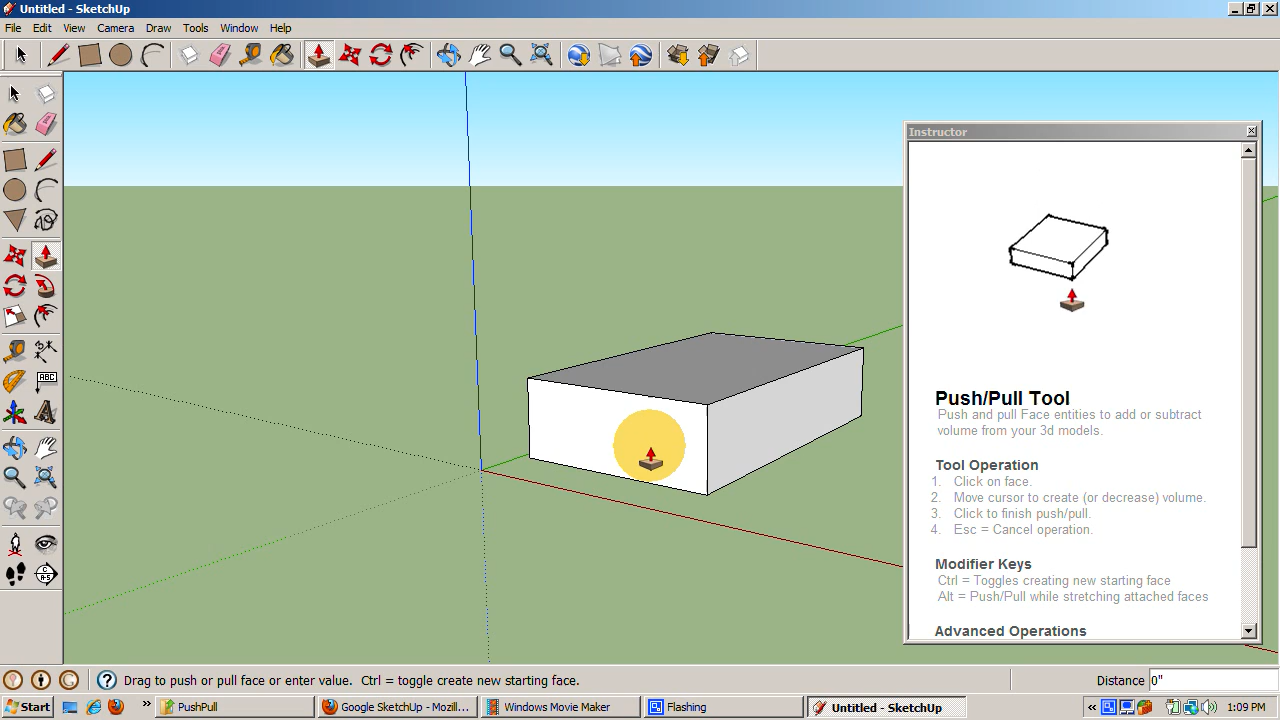 Untitled - SketchUp
File Edit View Camera Draw Tools Window Help
ABC
Instructor
Push/Pull Tool
Push and pull Face entities to add or subtract
volume from your 3d models.
Tool Operation
1. Click on face.
2. Move cursor to create (or decrease) volume.
3. Click to finish push/pull.
4. Esc = Cancel operation.
Modifier Keys
Ctrl = Toggles creating new starting face
Alt = Push/Pull while stretching attached faces
Advanced Operations
Drag to push or pull face or enter value. Ctrl = toggle create new starting face.
Distance 0"
Start
PushPull
Google SketchUp - Mozill...
Windows Movie Maker
Flashing
Untitled - SketchUp
1:09 PM